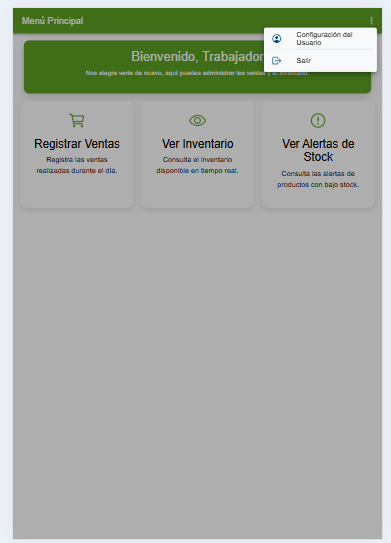 Menú Principal
Configuración del
Usuario
Salir
Bienvenido, Trabajador
Nos alegra verte de nuevo, aquí puedes administrar las ventas y el inventario.
Registrar Ventas
Registra las ventas
realizadas durante el día.
Ver Inventario
Consulta el inventario
disponible en tiempo real.
Ver Alertas de
Stock
Consulta las alertas de
productos con bajo stock.